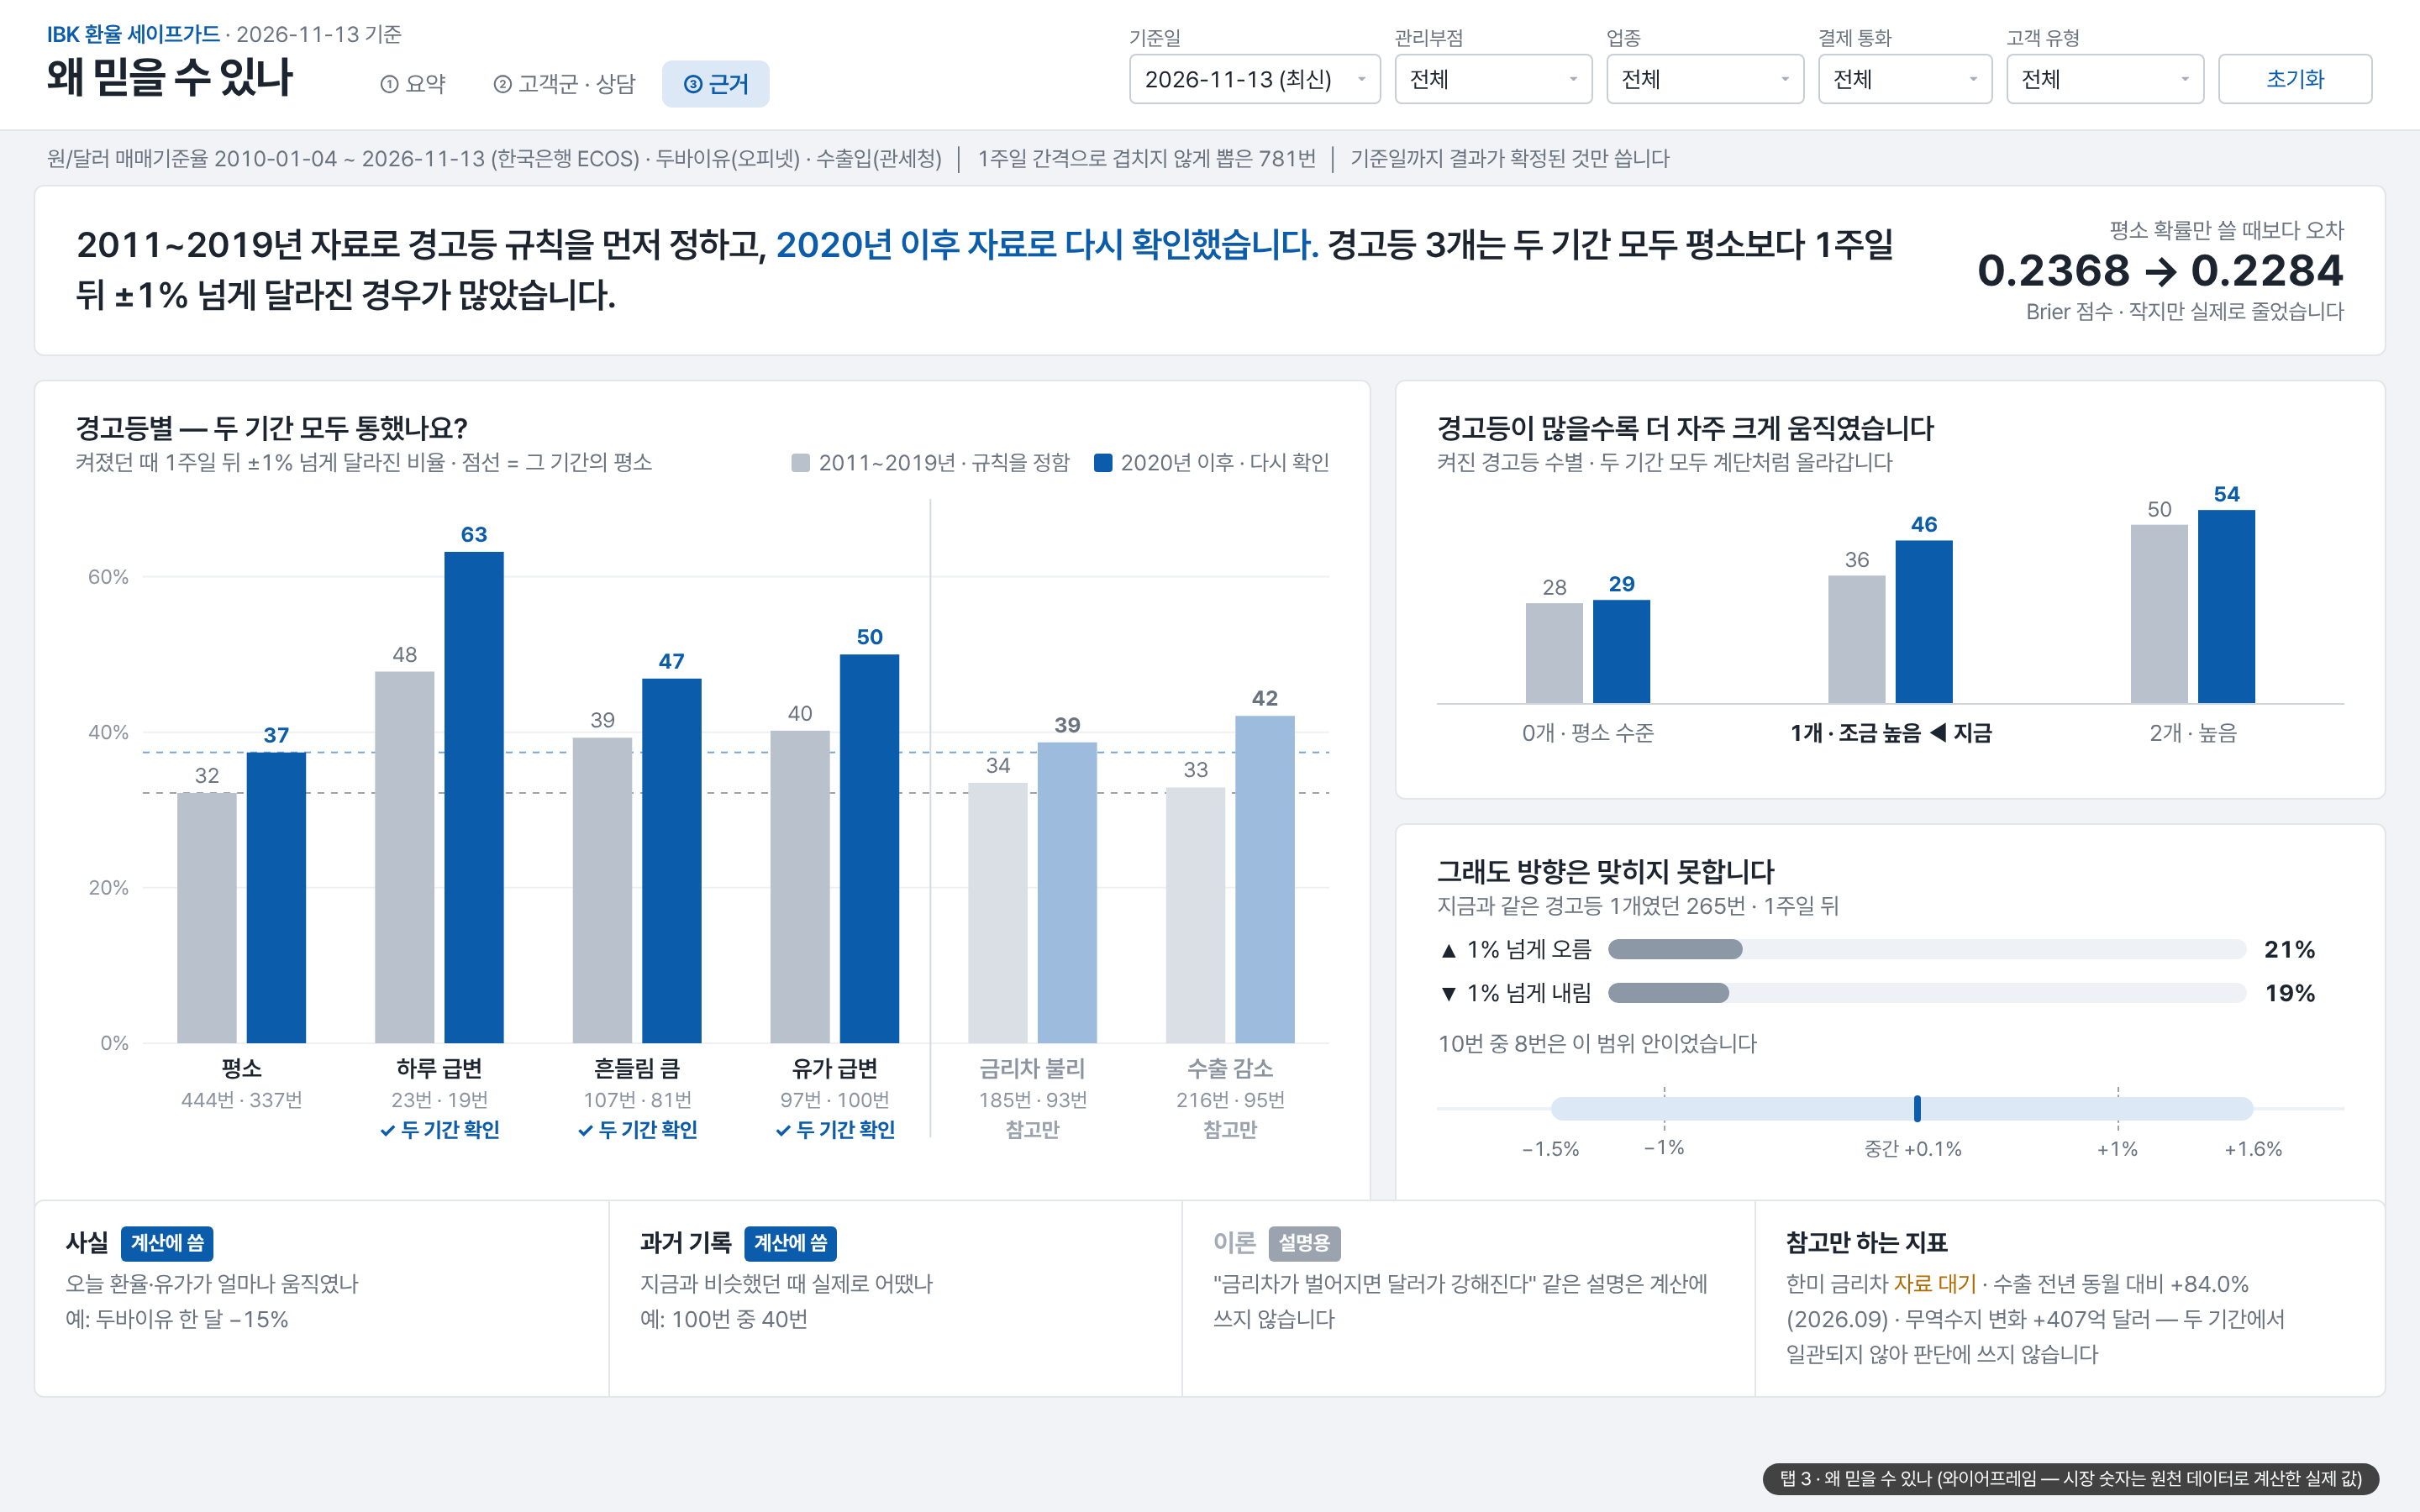 IBK 환율 세이프가드 · 2026-11-13 기준
왜 믿을 수 있나
① 요약
② 고객군 · 상담
③ 근거
기준일
2026-11-13 (최신)
관리부점
전체
업종
전체
결제 통화
전체
고객 유형
전체
초기화
원/달러 매매기준율 2010-01-04 ~ 2026-11-13 (한국은행 ECOS) · 두바이유(오피넷) · 수출입(관세청) │ 1주일 간격으로 겹치지 않게 뽑은 781번 │ 기준일까지 결과가 확정된 것만 씁니다
2011~2019년 자료로 경고등 규칙을 먼저 정하고, 2020년 이후 자료로 다시 확인했습니다. 경고등 3개는 두 기간 모두 평소보다 1주일
뒤 ±1% 넘게 달라진 경우가 많았습니다.
평소 확률만 쓸 때보다 오차
0.2368 → 0.2284
Brier 점수 · 작지만 실제로 줄었습니다
경고등별 — 두 기간 모두 통했나요?
켜졌던 때 1주일 뒤 ±1% 넘게 달라진 비율 · 점선 = 그 기간의 평소
2011~2019년 · 규칙을 정함
2020년 이후 · 다시 확인
60%
40%
20%
0%
32
37
48
63
39
47
40
50
34
39
33
42
평소
444번 · 337번
하루 급변
23번 · 19번
✓ 두 기간 확인
흔들림 큼
107번 · 81번
✓ 두 기간 확인
유가 급변
97번 · 100번
✓ 두 기간 확인
금리차 불리
185번 · 93번
참고만
수출 감소
216번 · 95번
참고만
경고등이 많을수록 더 자주 크게 움직였습니다
켜진 경고등 수별 · 두 기간 모두 계단처럼 올라갑니다
28
29
36
46
50
54
0개 · 평소 수준
1개 · 조금 높음 ◀ 지금
2개 · 높음
그래도 방향은 맞히지 못합니다
지금과 같은 경고등 1개였던 265번 · 1주일 뒤
▲ 1% 넘게 오름
21%
▼ 1% 넘게 내림
19%
10번 중 8번은 이 범위 안이었습니다
−1.5%
−1%
중간 +0.1%
+1%
+1.6%
사실 계산에 씀
오늘 환율·유가가 얼마나 움직였나
예: 두바이유 한 달 −15%
과거 기록 계산에 씀
지금과 비슷했던 때 실제로 어땠나
예: 100번 중 40번
이론 설명용
"금리차가 벌어지면 달러가 강해진다" 같은 설명은 계산에
쓰지 않습니다
참고만 하는 지표
한미 금리차 자료 대기 · 수출 전년 동월 대비 +84.0%
(2026.09) · 무역수지 변화 +407억 달러 — 두 기간에서
일관되지 않아 판단에 쓰지 않습니다
탭 3 · 왜 믿을 수 있나 (와이어프레임 — 시장 숫자는 원천 데이터로 계산한 실제 값)